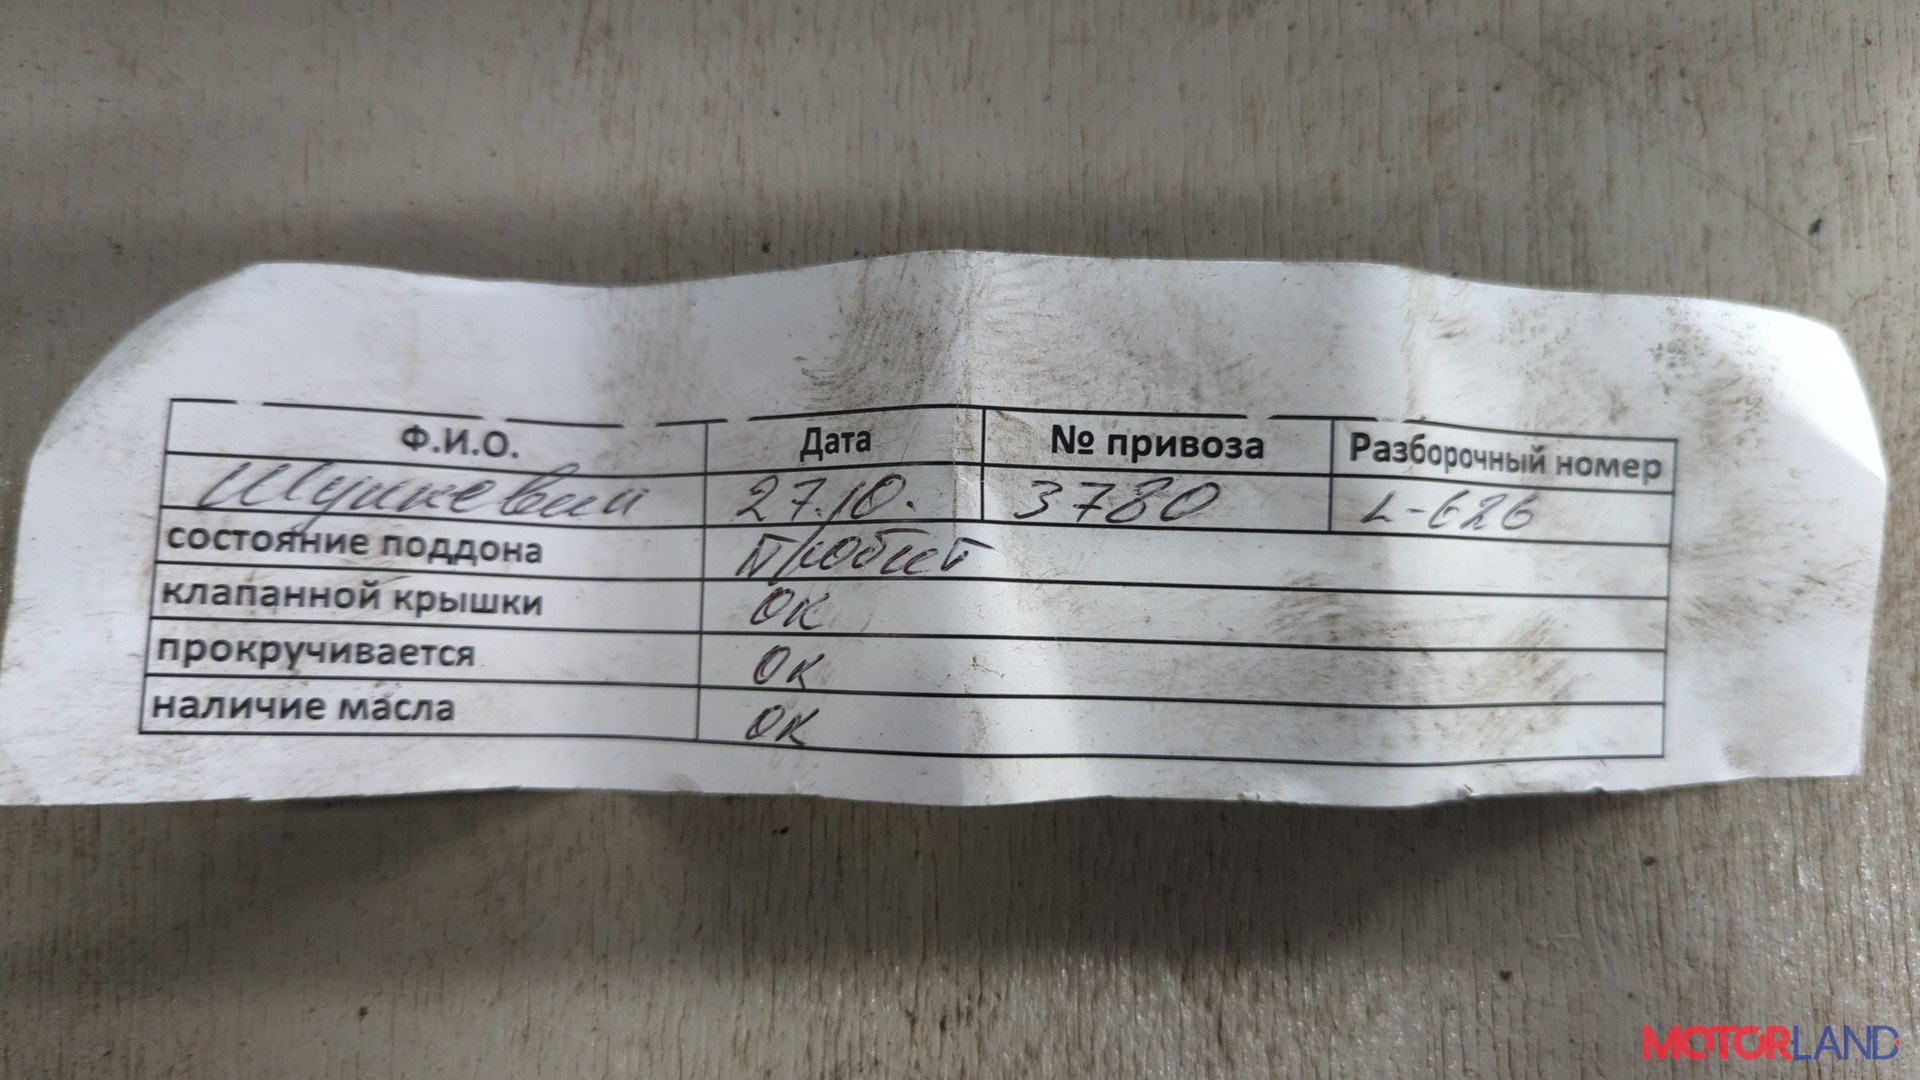 Ф.И.О. Дата № привоза Разборочный номер
Шушкевич 27.10. 3780 L-626
состояние поддона пробит
клапанной крышки ок
прокручивается ок
наличие масла ок
MOTORLAND